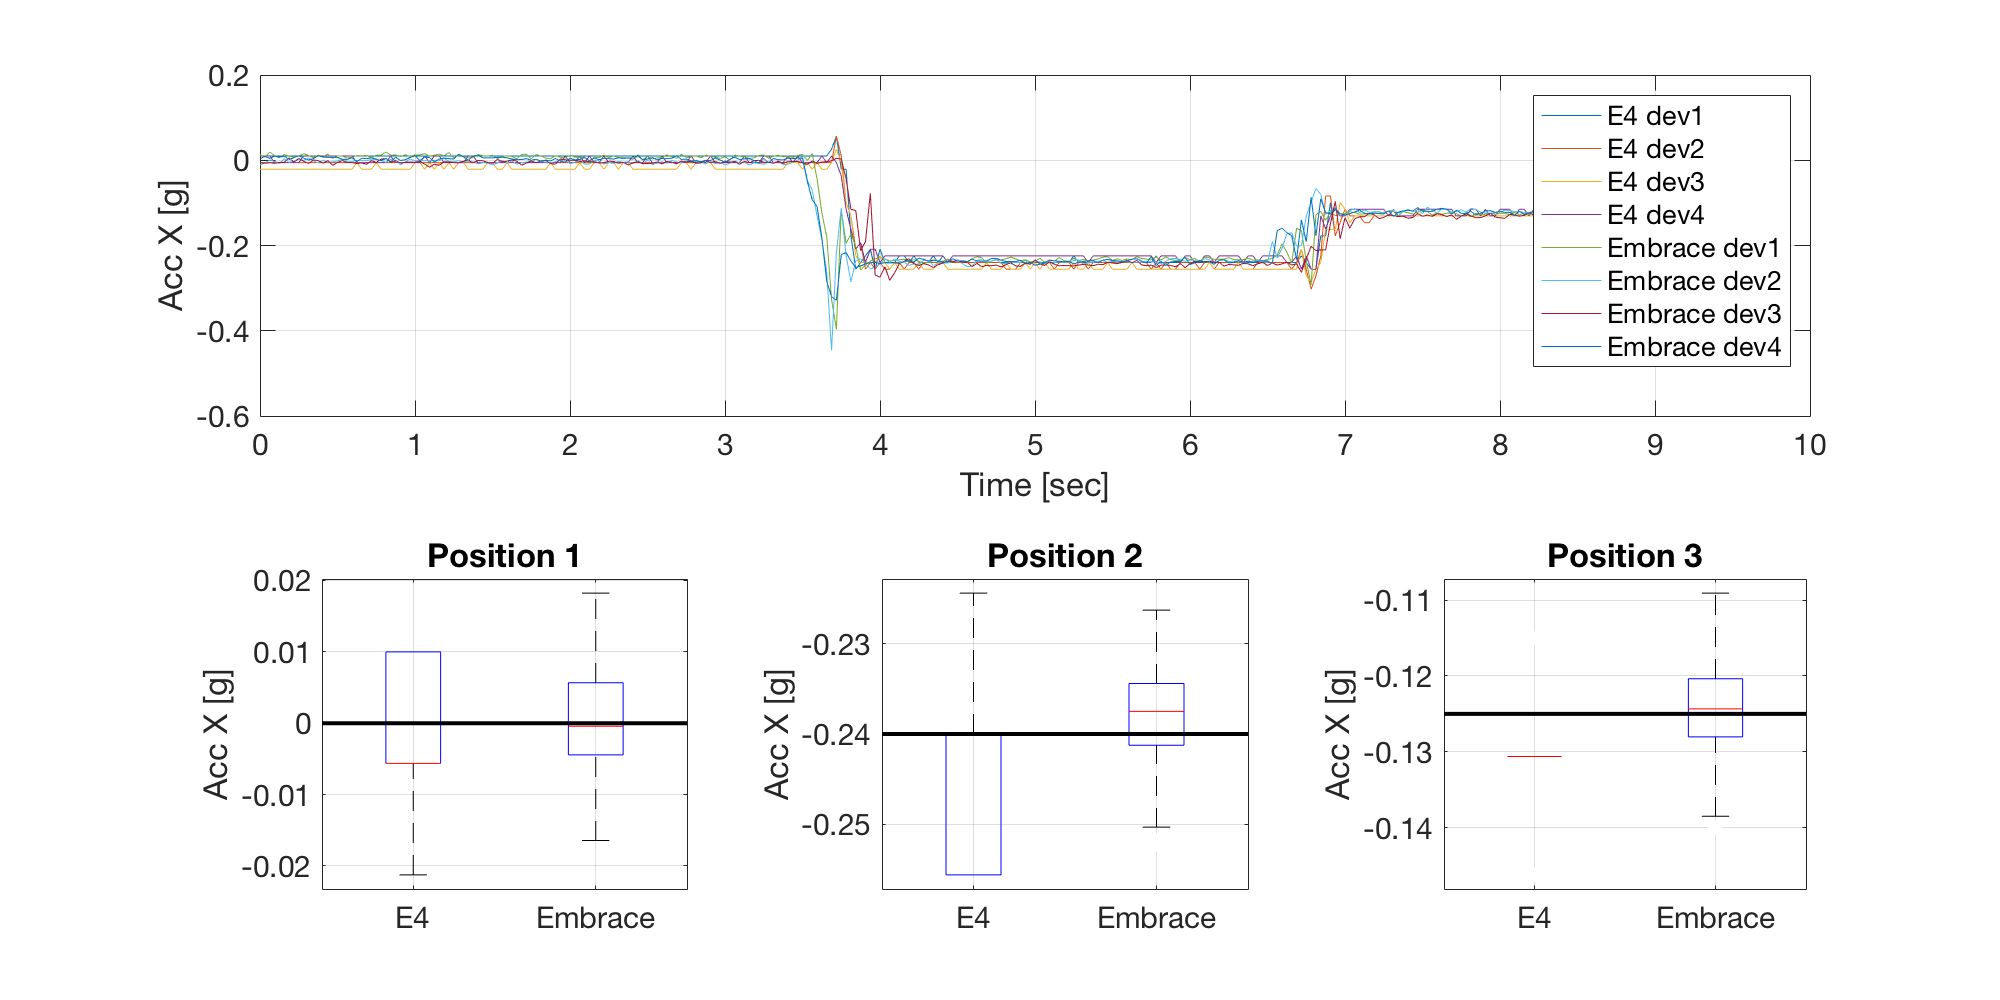 0.2
0
-0.2
-0.4
-0.6
Acc X [g]
0 1 2 3 4 5 6 7 8 9 10
Time [sec]
E4 dev1
E4 dev2
E4 dev3
E4 dev4
Embrace dev1
Embrace dev2
Embrace dev3
Embrace dev4
Position 1
0.02
0.01
0
-0.01
-0.02
Acc X [g]
E4 Embrace
Position 2
-0.23
-0.24
-0.25
Acc X [g]
E4 Embrace
Position 3
-0.11
-0.12
-0.13
-0.14
Acc X [g]
E4 Embrace